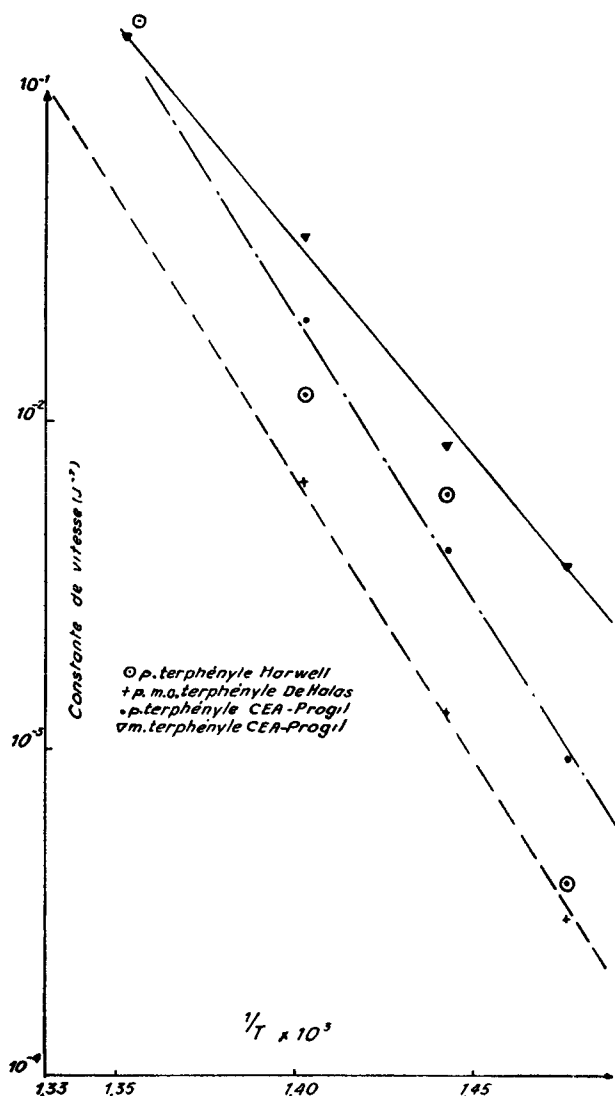 10⁻¹
10⁻²
Constante de vitesse (J⁻¹)
⊙ p. terphényle Harwell
+ p. m.o. terphényle De Halas
• p. terphényle CEA-Progil
▽ m. terphényle CEA-Progil
10⁻³
1/T × 10³
10⁻⁴
1,33 1,35 1,40 1,45